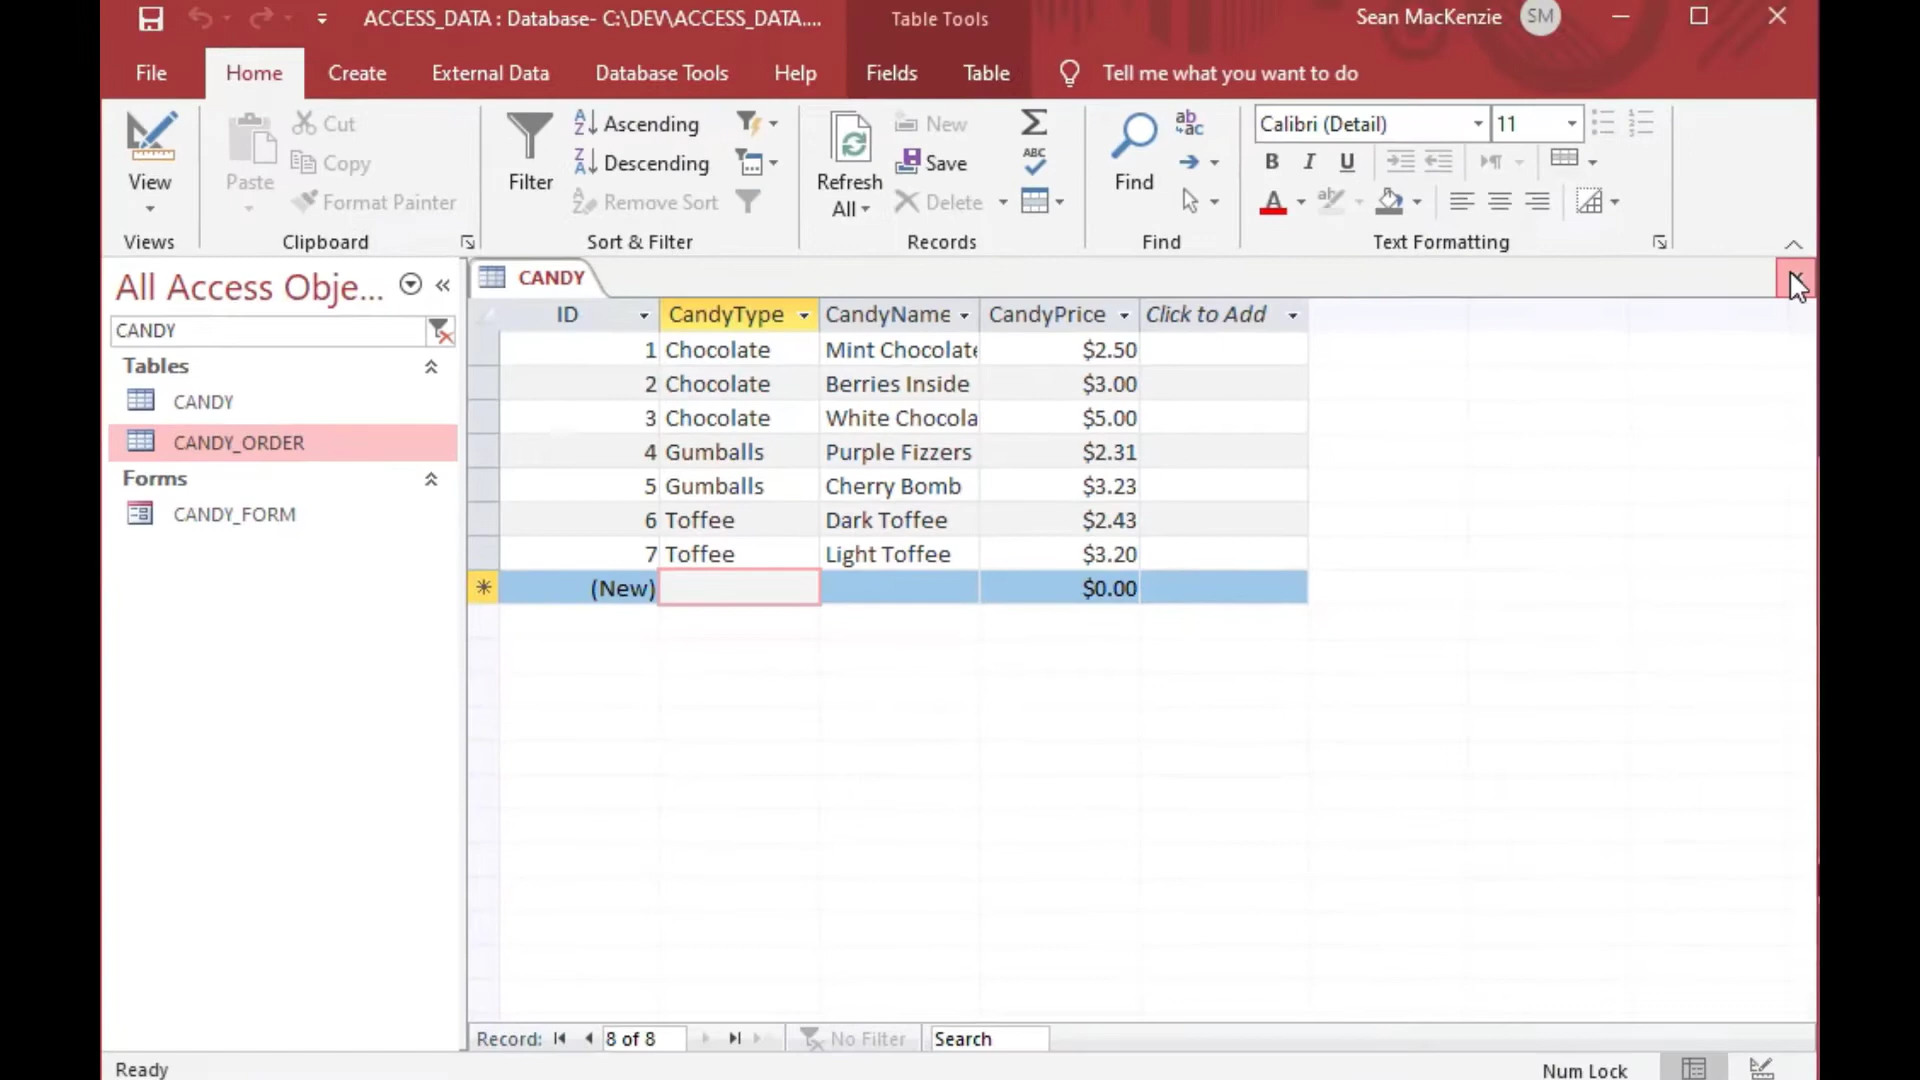 ACCESS_DATA : Database- C:\DEV\ACCESS_DATA....
Table Tools
Sean MacKenzie
SM
File
Home
Create
External Data
Database Tools
Help
Fields
Table
Tell me what you want to do
View
Views
Paste
Cut
Copy
Format Painter
Clipboard
Filter
Ascending
Descending
Remove Sort
Sort & Filter
Refresh
All
New
Save
Delete
Records
Find
Find
Calibri (Detail)
11
B I U
Text Formatting
All Access Obje...
CANDY
Tables
CANDY
CANDY_ORDER
Forms
CANDY_FORM
CANDY
ID CandyType CandyName CandyPrice Click to Add
1 Chocolate Mint Chocolate $2.50
2 Chocolate Berries Inside $3.00
3 Chocolate White Chocola $5.00
4 Gumballs Purple Fizzers $2.31
5 Gumballs Cherry Bomb $3.23
6 Toffee Dark Toffee $2.43
7 Toffee Light Toffee $3.20
(New) $0.00
Record: 8 of 8 No Filter Search
Ready
Num Lock